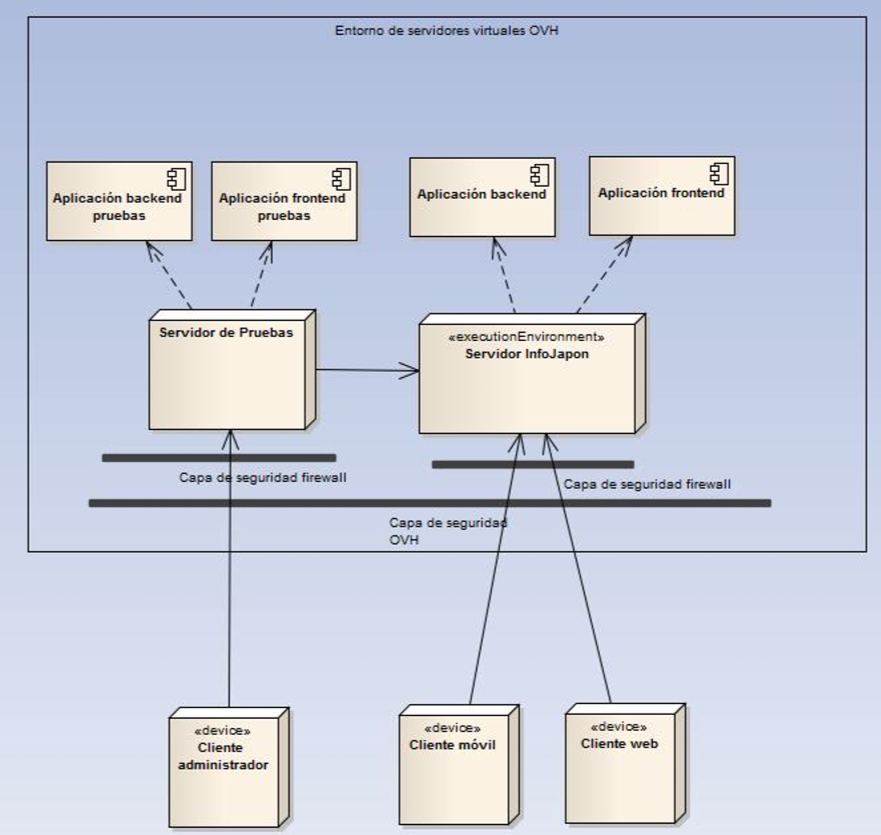 Entorno de servidores virtuales OVH
Aplicación backend
pruebas
Aplicación frontend
pruebas
Aplicación backend
Aplicación frontend
Servidor de Pruebas
«executionEnvironment»
Servidor InfoJapon
Capa de seguridad firewall
Capa de seguridad firewall
Capa de seguridad
OVH
«device»
Cliente
administrador
«device»
Cliente móvil
«device»
Cliente web